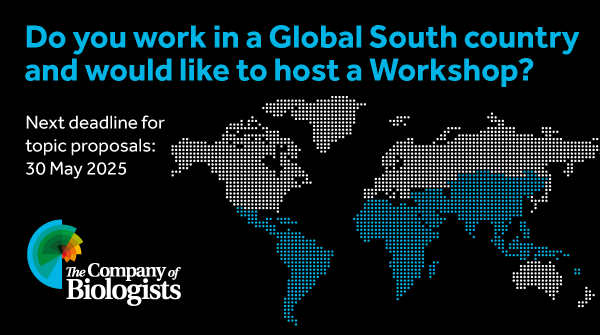 Do you work in a Global South country
and would like to host a Workshop?
Next deadline for
topic proposals:
30 May 2025
The Company of
Biologists